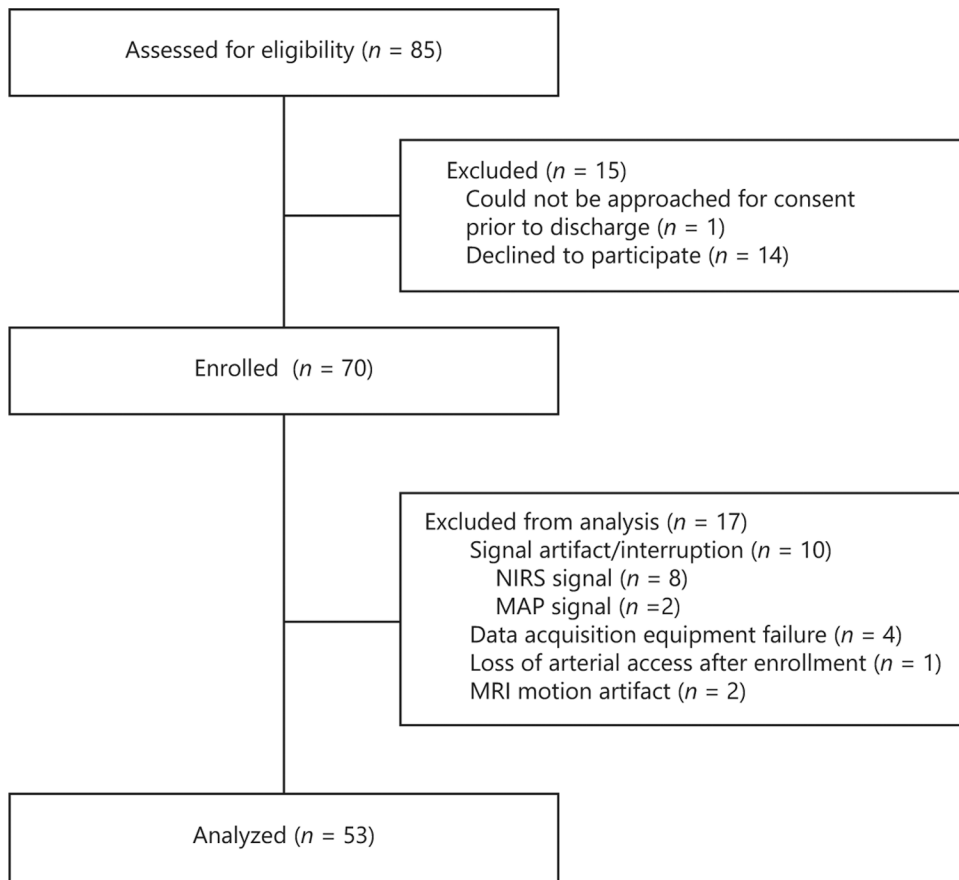 Assessed for eligibility (n = 85)
Excluded (n = 15)
Could not be approached for consent
prior to discharge (n = 1)
Declined to participate (n = 14)
Enrolled (n = 70)
Excluded from analysis (n = 17)
Signal artifact/interruption (n = 10)
NIRS signal (n = 8)
MAP signal (n =2)
Data acquisition equipment failure (n = 4)
Loss of arterial access after enrollment (n = 1)
MRI motion artifact (n = 2)
Analyzed (n = 53)